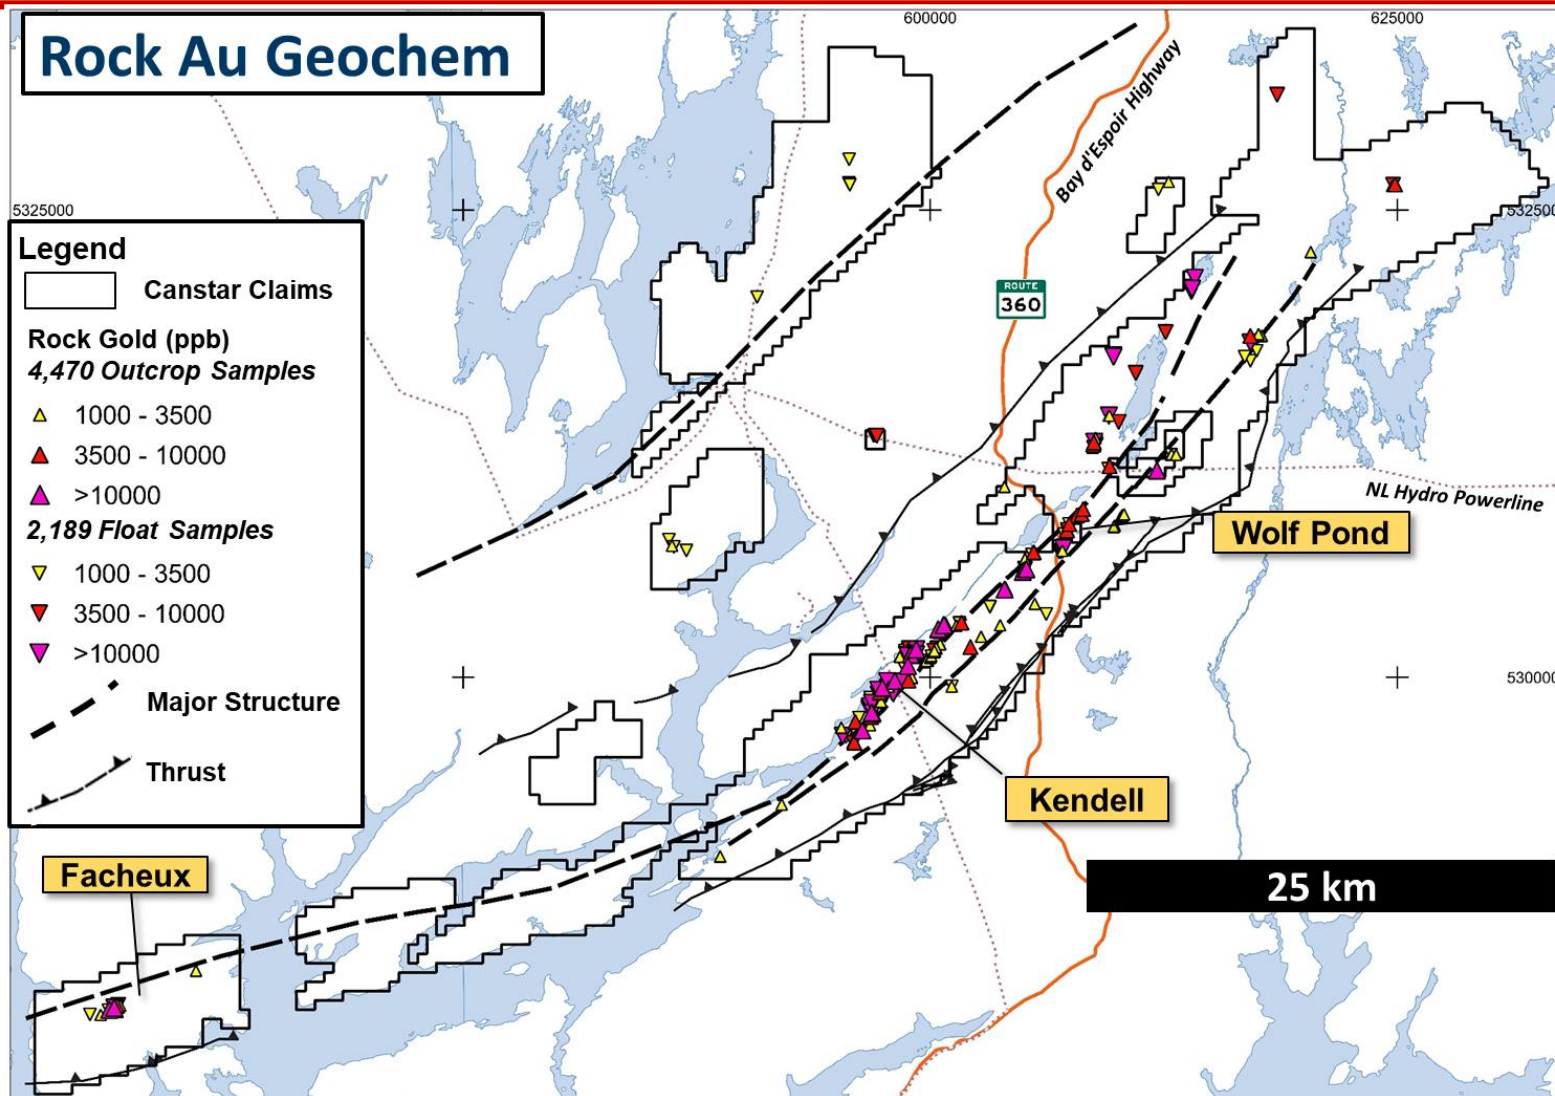 Rock Au Geochem
600000
625000
Bay d'Espoir Highway
5325000
532500
Legend
Canstar Claims
Rock Gold (ppb)
4,470 Outcrop Samples
1000 - 3500
3500 - 10000
>10000
2,189 Float Samples
1000 - 3500
3500 - 10000
>10000
Major Structure
Thrust
ROUTE
360
NL Hydro Powerline
Wolf Pond
530000
Kendell
Facheux
25 km